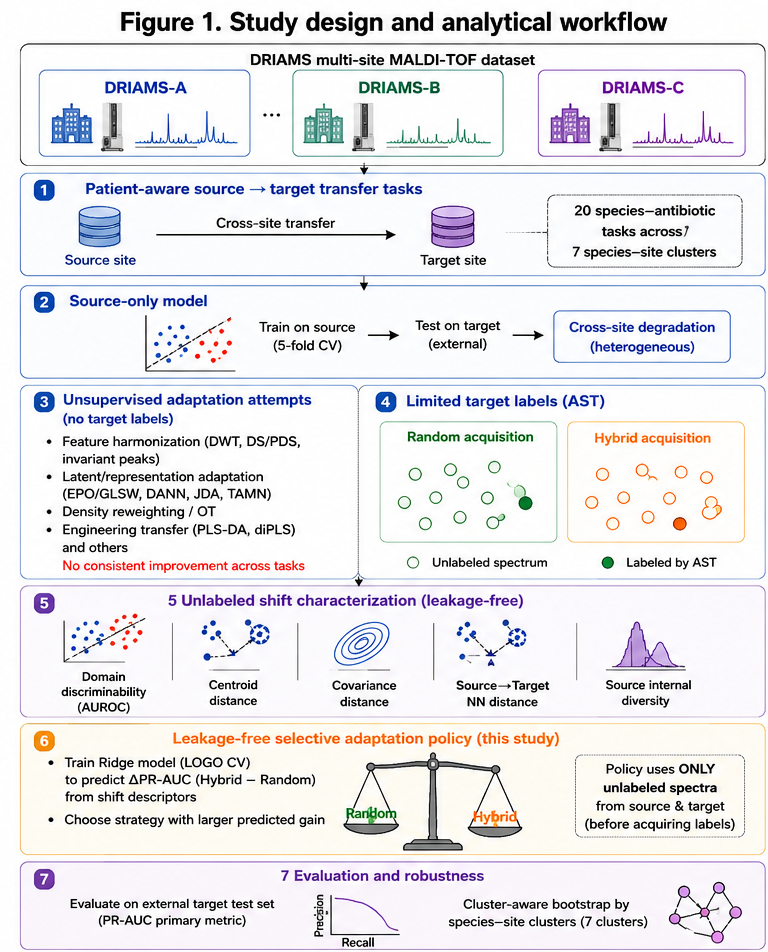 Figure 1. Study design and analytical workflow
DRIAMS multi-site MALDI-TOF dataset
DRIAMS-A
...
DRIAMS-B
DRIAMS-C
1
Patient-aware source → target transfer tasks
Source site
Cross-site transfer
Target site
20 species–antibiotic
tasks across
7 species–site clusters
2
Source-only model
Train on source
(5-fold CV)
Test on target
(external)
Cross-site degradation
(heterogeneous)
3
Unsupervised adaptation attempts
(no target labels)
• Feature harmonization (DWT, DS/PDS,
invariant peaks)
• Latent/representation adaptation
(EPO/GLSW, DANN, JDA, TAMN)
• Density reweighting / OT
• Engineering transfer (PLS-DA, diPLS)
and others
No consistent improvement across tasks
4
Limited target labels (AST)
Random acquisition
Hybrid acquisition
Unlabeled spectrum
Labeled by AST
5
5 Unlabeled shift characterization (leakage-free)
Domain
discriminability
(AUROC)
Centroid
distance
Covariance
distance
Source→Target
NN distance
Source internal
diversity
6
Leakage-free selective adaptation policy (this study)
• Train Ridge model (LOGO CV)
to predict ΔPR-AUC (Hybrid – Random)
from shift descriptors
• Choose strategy with larger predicted gain
Random
Hybrid
Policy uses ONLY
unlabeled spectra
from source & target
(before acquiring labels)
7
7 Evaluation and robustness
Evaluate on external target test set
(PR-AUC primary metric)
Precision
Recall
Cluster-aware bootstrap by
species–site clusters (7 clusters)